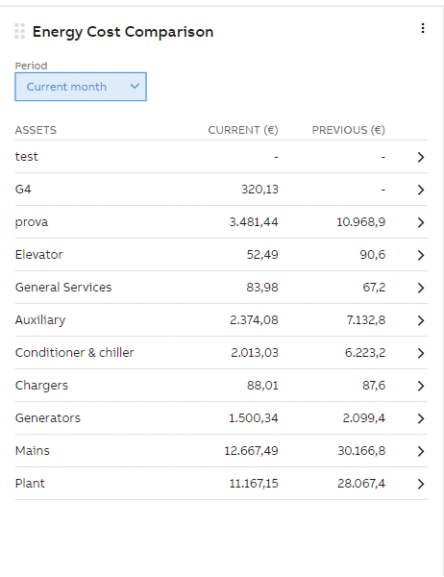 Energy Cost Comparison
Period
Current month
ASSETS CURRENT (€) PREVIOUS (€)
test - -
G4 320,13 -
prova 3.481,44 10.968,9
Elevator 52,49 90,6
General Services 83,98 67,2
Auxiliary 2.374,08 7.132,8
Conditioner & chiller 2.013,03 6.223,2
Chargers 88,01 87,6
Generators 1.500,34 2.099,4
Mains 12.667,49 30.166,8
Plant 11.167,15 28.067,4